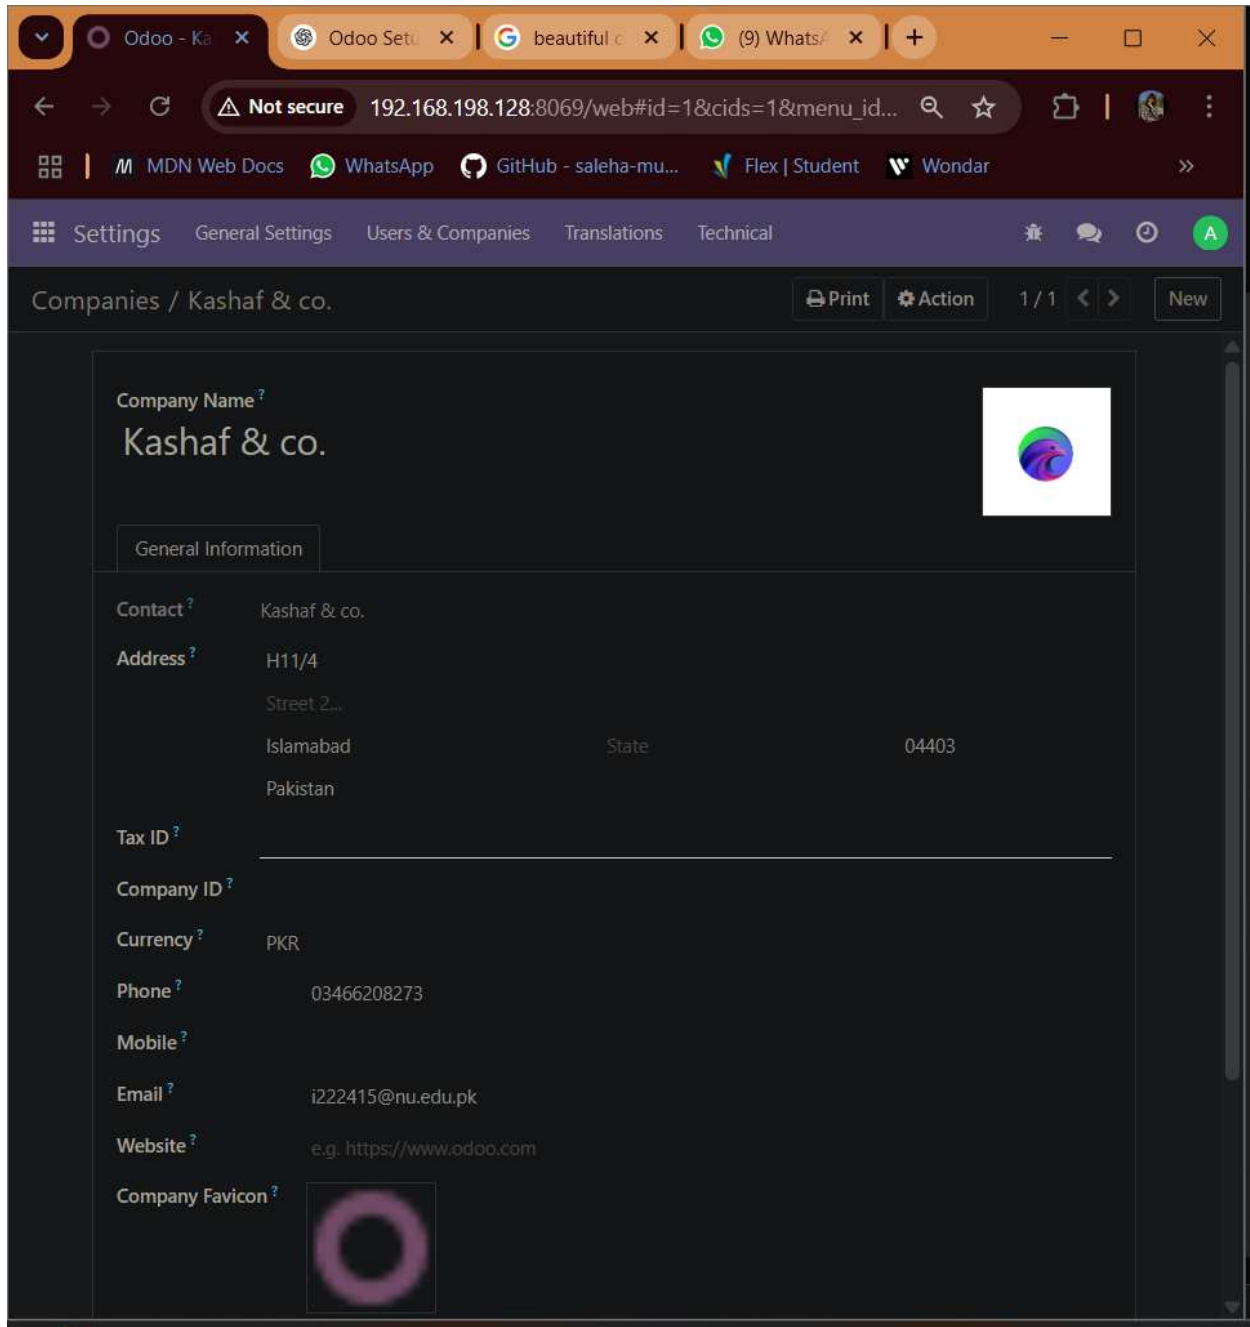 Odoo - Ka
Odoo Setu
beautiful c
(9) WhatsA
Not secure 192.168.198.128:8069/web#id=1&cids=1&menu_id...
MDN Web Docs WhatsApp GitHub - saleha-mu... Flex | Student Wondar »
Settings General Settings Users & Companies Translations Technical A
Companies / Kashaf & co. Print Action 1 / 1 New
Company Name ?
Kashaf & co.
General Information
Contact ? Kashaf & co.
Address ? H11/4
Street 2...
Islamabad State 04403
Pakistan
Tax ID ?
Company ID ?
Currency ? PKR
Phone ? 03466208273
Mobile ?
Email ? i222415@nu.edu.pk
Website ? e.g. https://www.odoo.com
Company Favicon ?